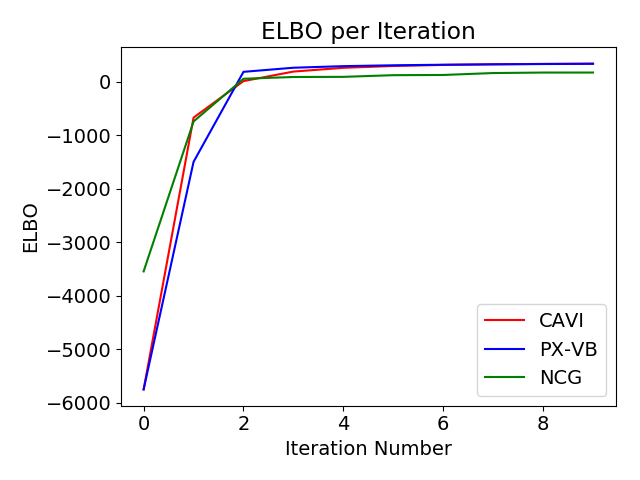 ELBO per Iteration
0
−1000
−2000
−3000
−4000
−5000
−6000
ELBO
CAVI
PX-VB
NCG
0 2 4 6 8
Iteration Number